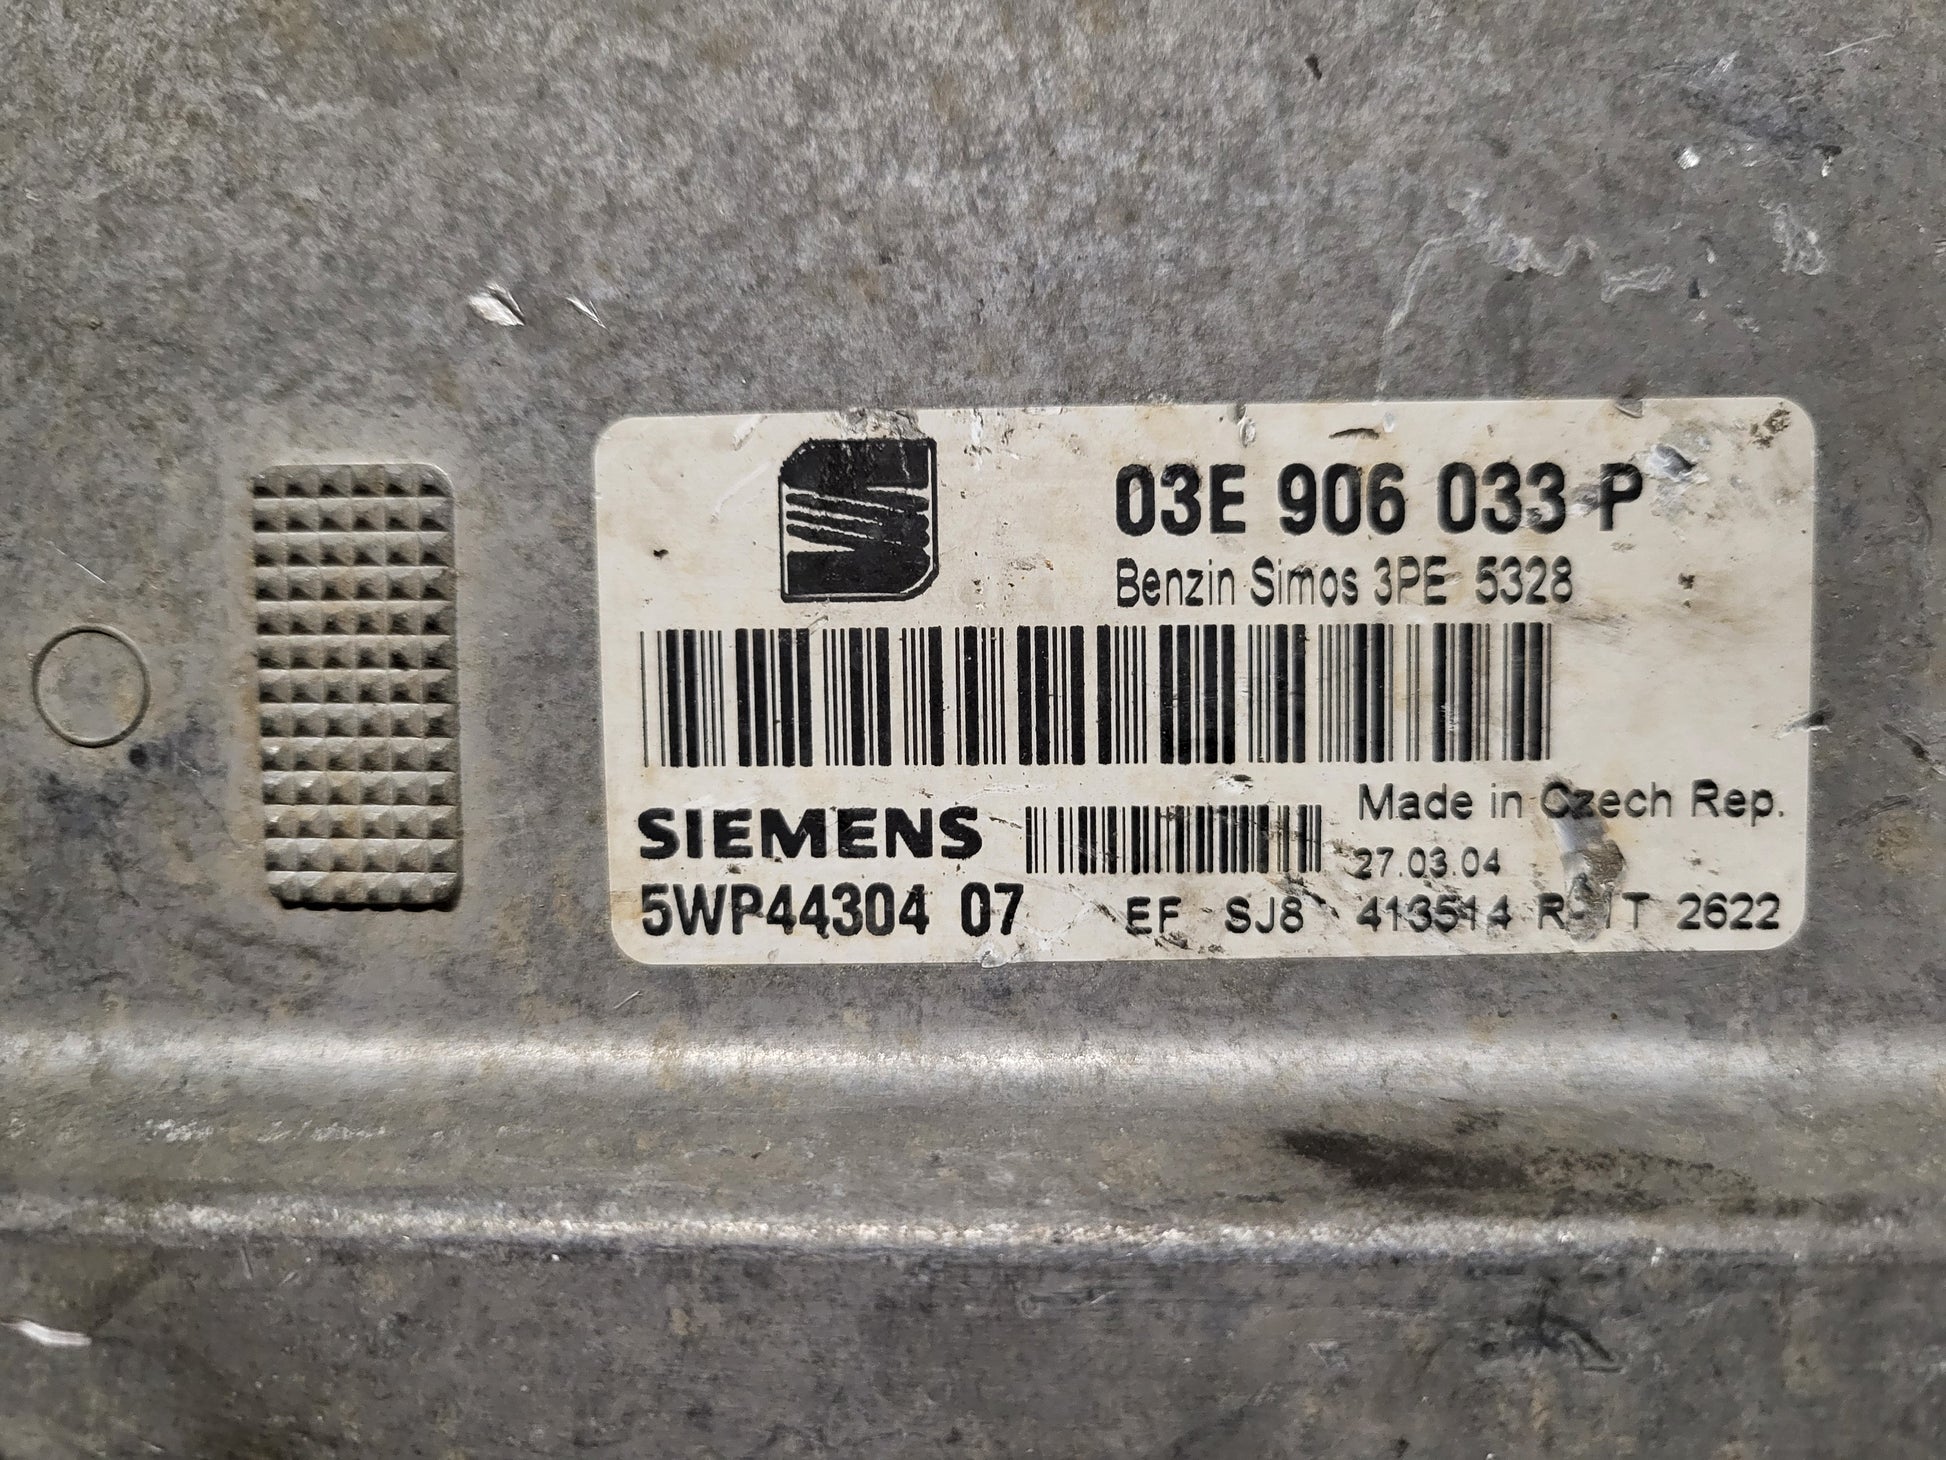 03E 906 033 P
Benzin Simos 3PE 5328
SIEMENS
Made in Czech Rep.
27.03.04
5WP44304 07 EF SJ8 413514 2622